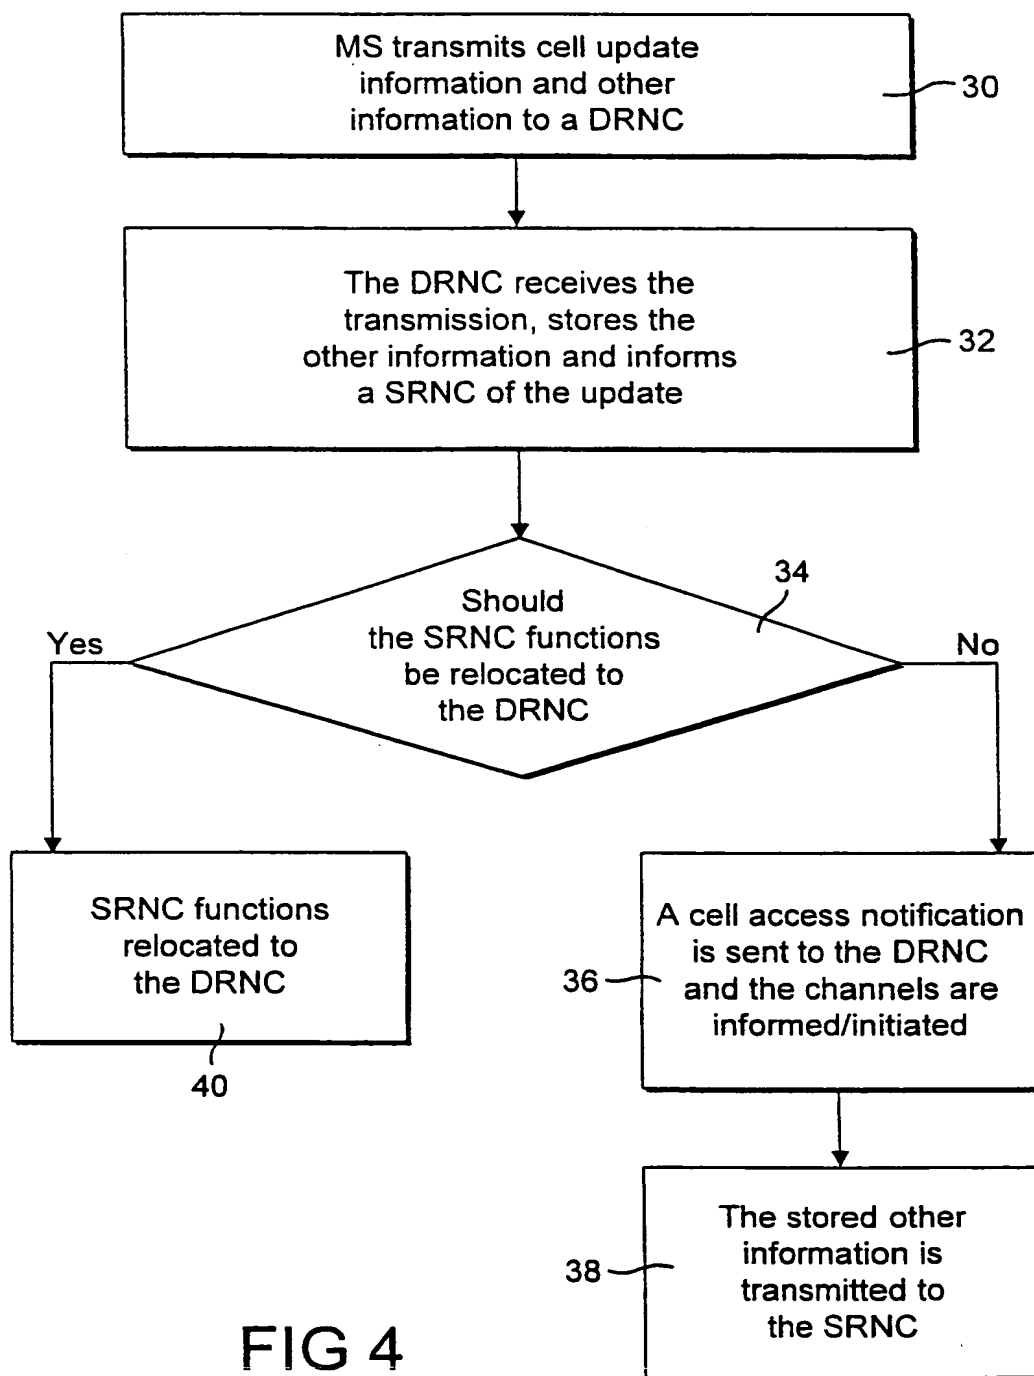 MS transmits cell update
information and other
information to a DRNC
30
The DRNC receives the
transmission, stores the
other information and informs
a SRNC of the update
32
34
Should
the SRNC functions
be relocated to
the DRNC
Yes
No
SRNC functions
relocated to
the DRNC
40
A cell access notification
is sent to the DRNC
and the channels are
informed/initiated
36
The stored other
information is
transmitted to
the SRNC
38
FIG 4